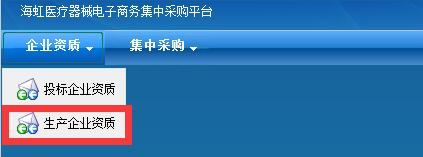 海虹医疗器械电子商务集中采购平台
企业资质 集中采购
投标企业资质
生产企业资质